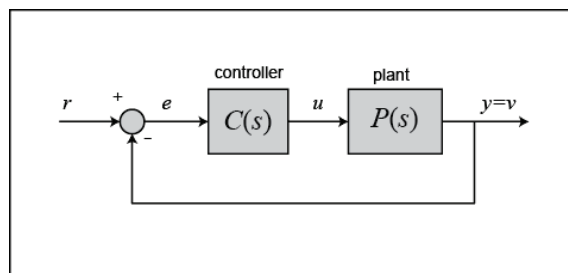 controller plant
r + e C(s) u P(s) y=v
-